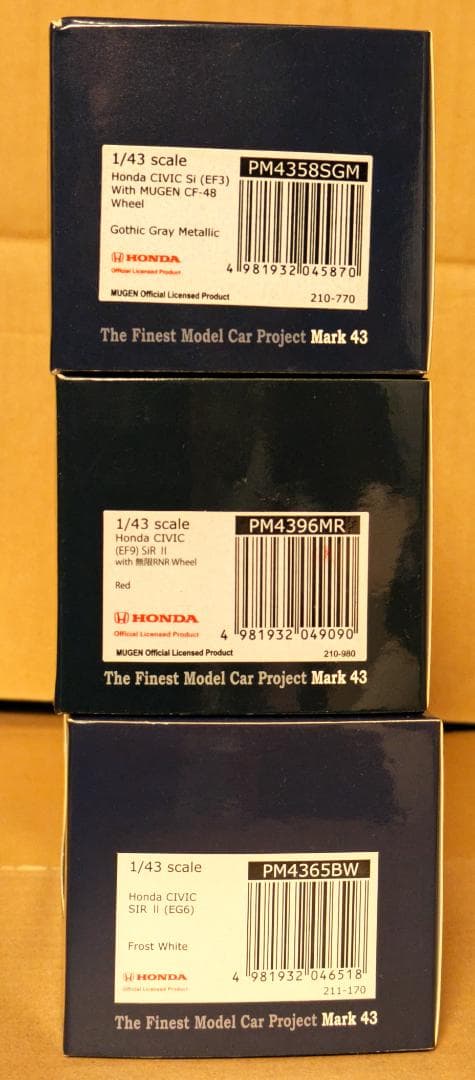 1/43 scale
PM4358SGM
Honda CIVIC Si (EF3)
With MUGEN CF-48
Wheel
Gothic Gray Metallic
HONDA
Official Licensed Product
4 981932 045870
MUGEN Official Licensed Product
210-770
The Finest Model Car Project Mark 43
1/43 scale
PM4396MR
Honda CIVIC
(EF9) SiR Ⅱ
with 無限RNR Wheel
Red
HONDA
Official Licensed Product
4 981932 049090
MUGEN Official Licensed Product
210-980
The Finest Model Car Project Mark 43
1/43 scale
PM4365BW
Honda CIVIC
SIR Ⅱ (EG6)
Frost White
HONDA
Official Licensed Product
4 981932 046518
211-170
The Finest Model Car Project Mark 43